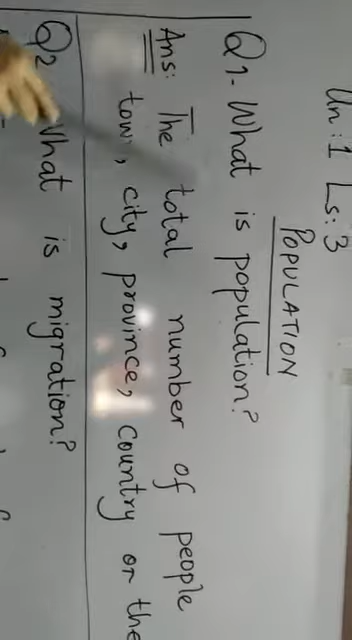 Un:1 Ls:3
POPULATION
Q1. What is population?
Ans: The total number of people
town, city, province, country or the
Q2 What is migration?